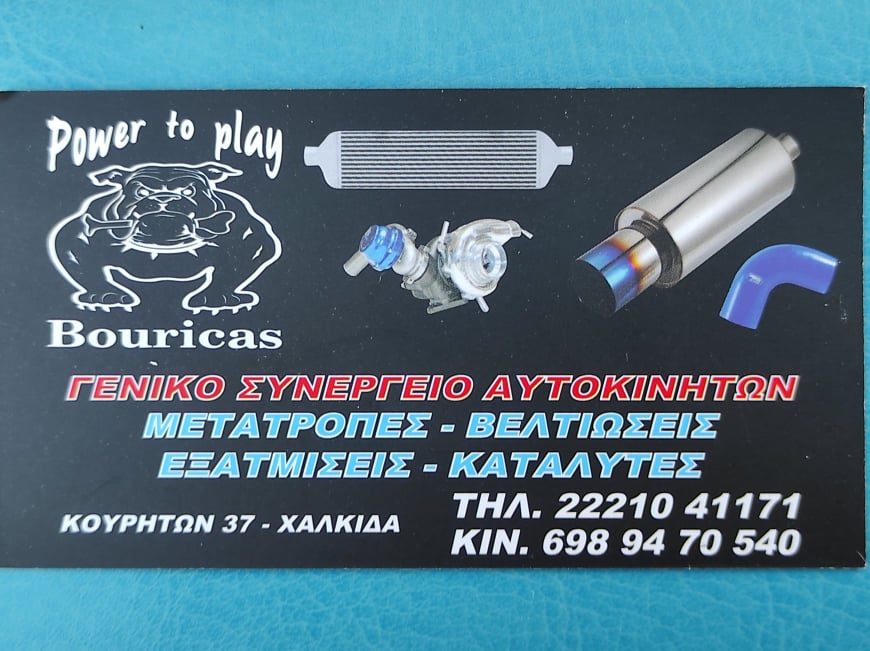 Power to play
Bouricas
ΓΕΝΙΚΟ ΣΥΝΕΡΓΕΙΟ ΑΥΤΟΚΙΝΗΤΩΝ
ΜΕΤΑΤΡΟΠΕΣ - ΒΕΛΤΙΩΣΕΙΣ
ΕΞΑΤΜΙΣΕΙΣ - ΚΑΤΑΛΥΤΕΣ
ΚΟΥΡΗΤΩΝ 37 - ΧΑΛΚΙΔΑ
ΤΗΛ. 22210 41171
ΚΙΝ. 698 94 70 540